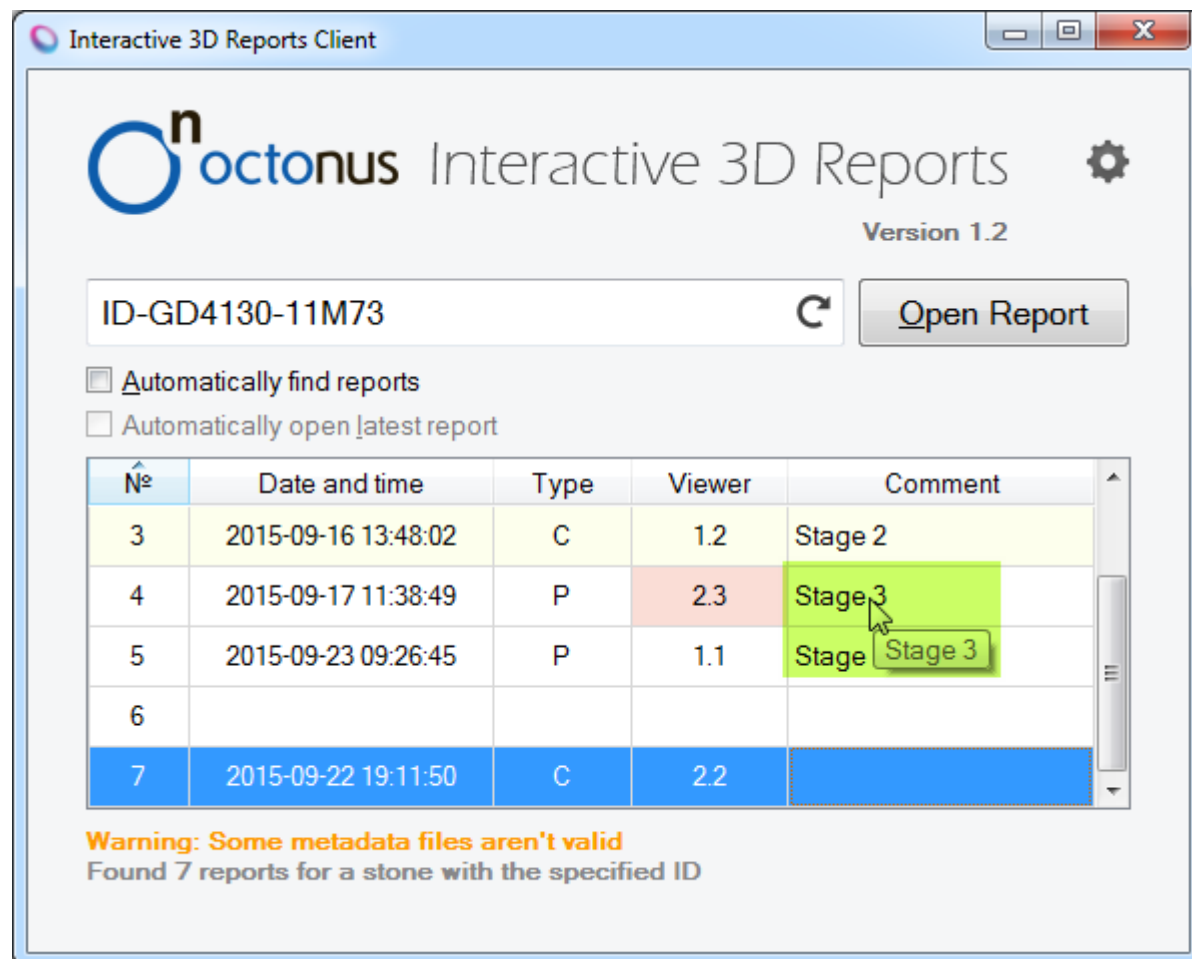 Interactive 3D Reports Client
n
octonus Interactive 3D Reports
Version 1.2
ID-GD4130-11M73 Open Report
Automatically find reports
Automatically open latest report
№ Date and time Type Viewer Comment
3 2015-09-16 13:48:02 C 1.2 Stage 2
4 2015-09-17 11:38:49 P 2.3 Stage 3
5 2015-09-23 09:26:45 P 1.1 Stage Stage 3
6
7 2015-09-22 19:11:50 C 2.2
Warning: Some metadata files aren't valid
Found 7 reports for a stone with the specified ID